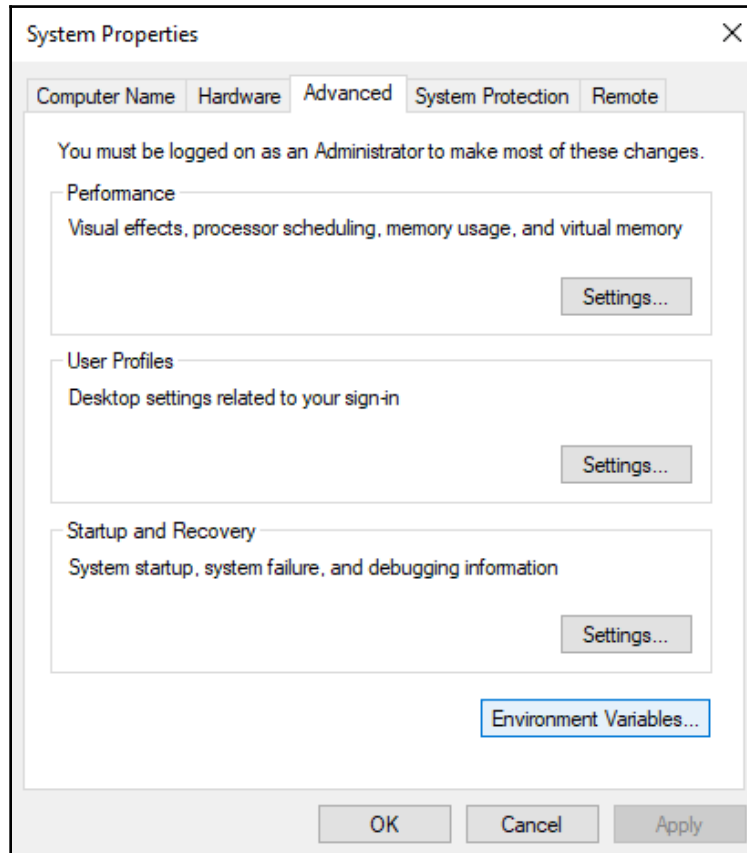 System Properties
Computer Name Hardware Advanced System Protection Remote
You must be logged on as an Administrator to make most of these changes.
Performance
Visual effects, processor scheduling, memory usage, and virtual memory
Settings...
User Profiles
Desktop settings related to your sign-in
Settings...
Startup and Recovery
System startup, system failure, and debugging information
Settings...
Environment Variables...
OK Cancel Apply